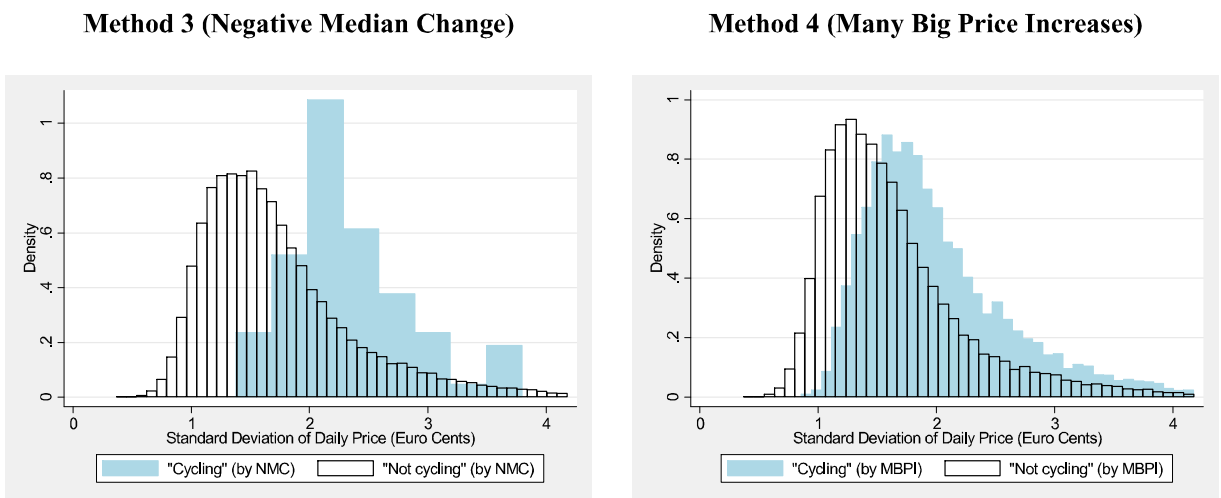 Method 3 (Negative Median Change)
Density
0
.2
.4
.6
.8
1
0 1 2 3 4
Standard Deviation of Daily Price (Euro Cents)
"Cycling" (by NMC) "Not cycling" (by NMC)
Method 4 (Many Big Price Increases)
Density
0
.2
.4
.6
.8
1
0 1 2 3 4
Standard Deviation of Daily Price (Euro Cents)
"Cycling" (by MBPI) "Not cycling" (by MBPI)